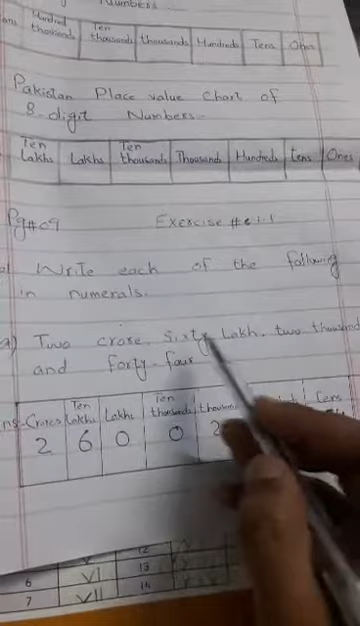 Numbers.
Hundred thousands Ten thousands thousands Hundreds Tens Ones
Pakistan Place value Chart of
8-digit Numbers.
Ten Lakhs Lakhs Ten thousands Thousand Hundreds tens Ones
Pg#09 Exercise #
Write each of the following
in numerals.
a) Two crore, sixty Lakh, two thousand
and forty-four
Crores Ten Lakhs Lakhs Ten thousands thousands tens
2 6 0 0 2
12
6 VI 13
7 VII 14